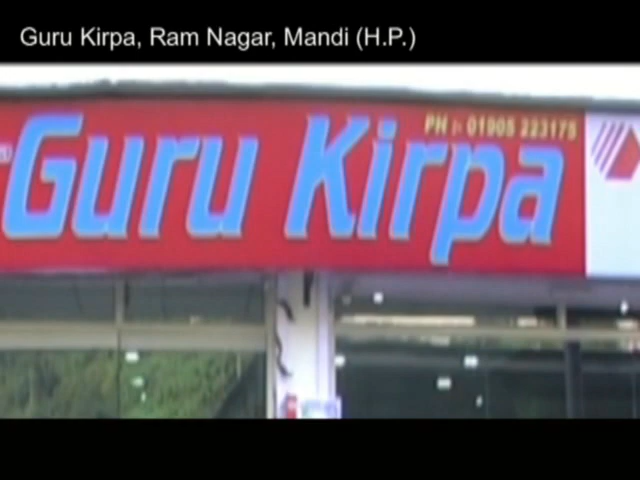 Guru Kirpa, Ram Nagar, Mandi (H.P.)
PH :- 01905 223175
Guru Kirpa